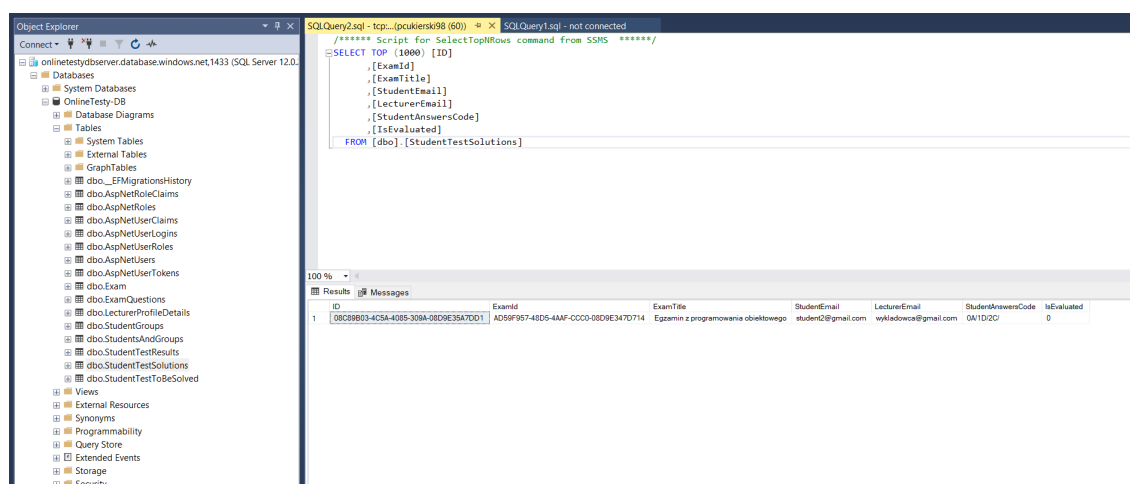 Object Explorer
Connect
onlinetestydbserver.database.windows.net,1433 (SQL Server 12.0.
Databases
System Databases
OnlineTesty-DB
Database Diagrams
Tables
System Tables
External Tables
GraphTables
dbo.__EFMigrationsHistory
dbo.AspNetRoleClaims
dbo.AspNetRoles
dbo.AspNetUserClaims
dbo.AspNetUserLogins
dbo.AspNetUserRoles
dbo.AspNetUsers
dbo.AspNetUserTokens
dbo.Exam
dbo.ExamQuestions
dbo.LecturerProfileDetails
dbo.StudentGroups
dbo.StudentsAndGroups
dbo.StudentTestResults
dbo.StudentTestSolutions
dbo.StudentTestToBeSolved
Views
External Resources
Synonyms
Programmability
Query Store
Extended Events
Storage
Security
SQLQuery2.sql - tcp:...(pcukierski98 (60)) SQLQuery1.sql - not connected
/****** Script for SelectTopNRows command from SSMS ******/
SELECT TOP (1000) [ID]
,[ExamId]
,[ExamTitle]
,[StudentEmail]
,[LecturerEmail]
,[StudentAnswersCode]
,[IsEvaluated]
FROM [dbo].[StudentTestSolutions]
100 %
Results Messages
ID ExamId ExamTitle StudentEmail LecturerEmail StudentAnswersCode IsEvaluated
1 08C89B03-4C5A-4085-309A-08D9E35A7DD1 AD59F957-48D5-4AAF-CCC0-08D9E347D714 Egzamin z programowania obiektowego student2@gmail.com wykladowca@gmail.com 0A/1D/2C/ 0